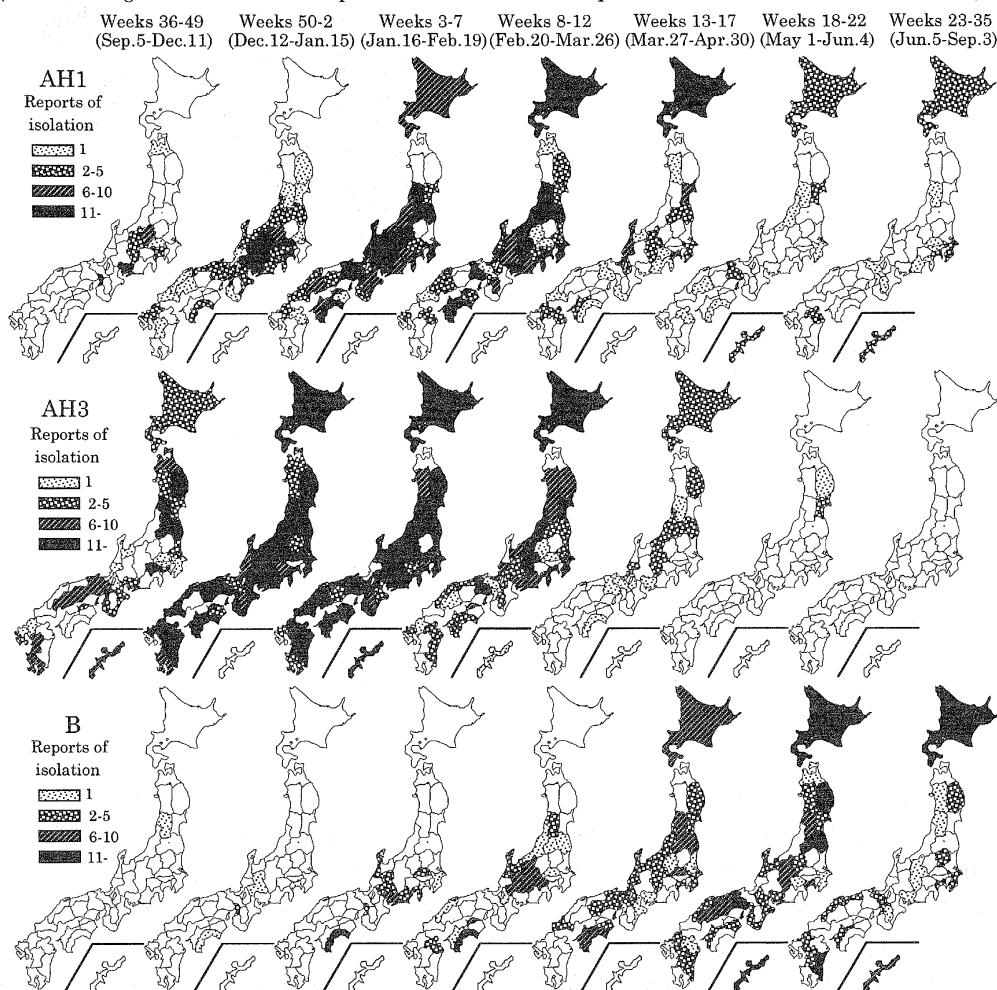 Weeks 36-49 Weeks 50-2 Weeks 3-7 Weeks 8-12 Weeks 13-17 Weeks 18-22 Weeks 23-35
(Sep.5-Dec.11) (Dec.12-Jan.15) (Jan.16-Feb.19) (Feb.20-Mar.26) (Mar.27-Apr.30) (May 1-Jun.4) (Jun.5-Sep.3)
AH1
Reports of
isolation
1
2-5
6-10
11-
AH3
Reports of
isolation
1
2-5
6-10
11-
B
Reports of
isolation
1
2-5
6-10
11-